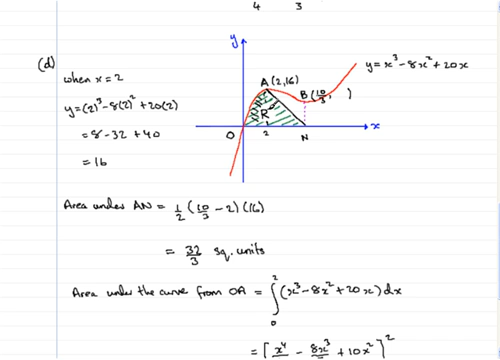 4 3
(d)
when x = 2
y = (2)³ - 8(2)² + 20(2)
= 8 - 32 + 40
= 16
y
A (2,16)
B (10/3, )
y = x³ - 8x² + 20x
R
O 2 N x
Area under AN = 1/2 (10/3 - 2)(16)
= 32/3 sq. units
Area under the curve from OA = ∫₀² (x³ - 8x² + 20x) dx
= [x⁴/ - 8x³/ + 10x²]²